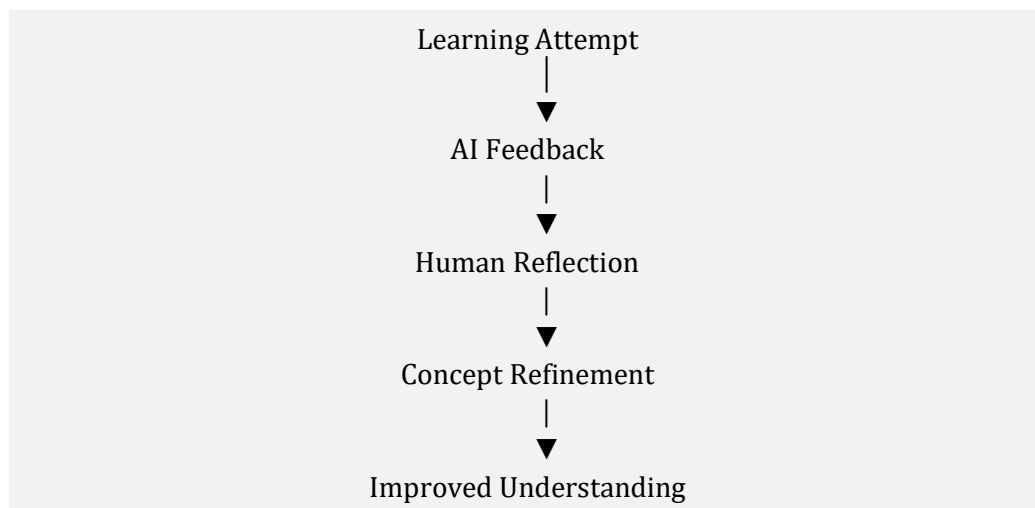 Learning Attempt
AI Feedback
Human Reflection
Concept Refinement
Improved Understanding